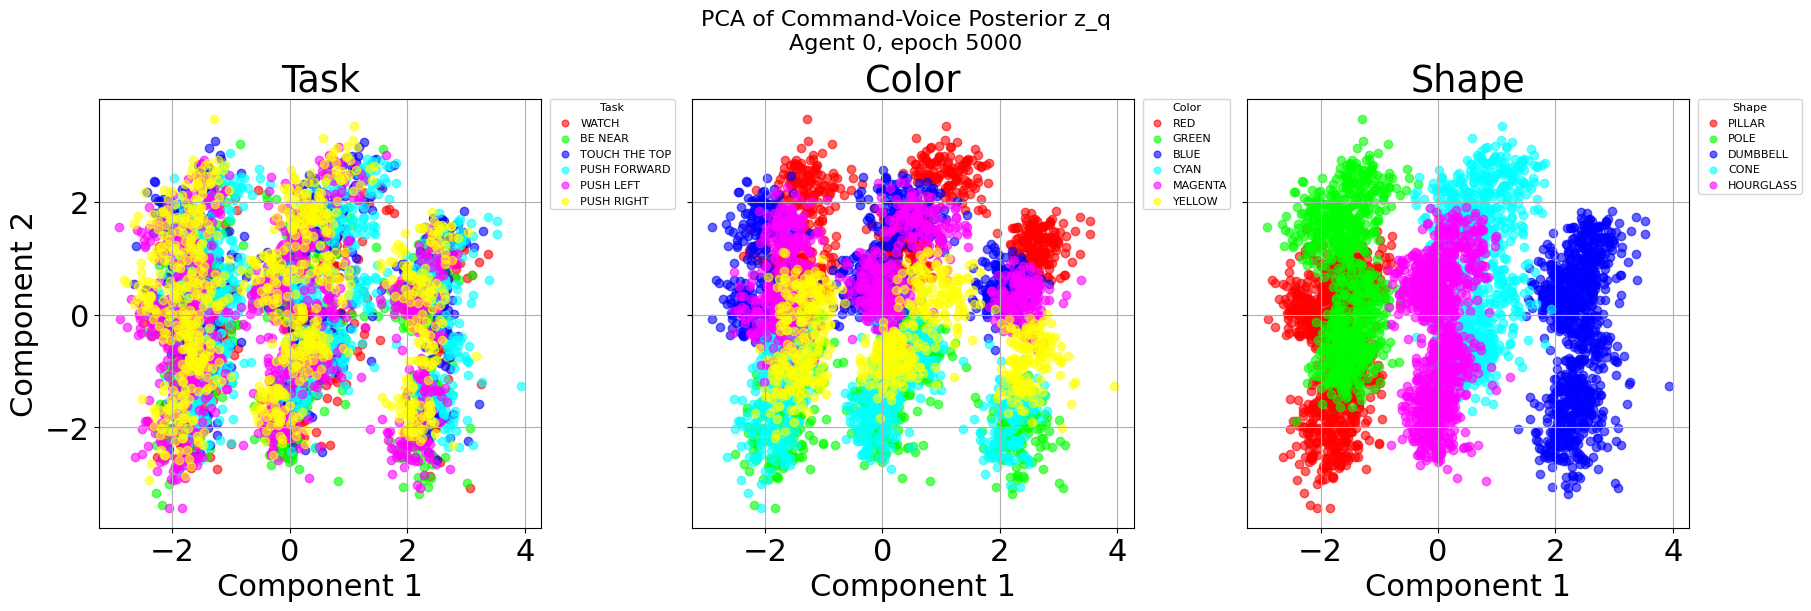 PCA of Command-Voice Posterior z_q
Agent 0, epoch 5000
Task
Component 2
2
0
−2
−2
0
2
4
Component 1
Task
WATCH
BE NEAR
TOUCH THE TOP
PUSH FORWARD
PUSH LEFT
PUSH RIGHT
Color
−2
0
2
4
Component 1
Color
RED
GREEN
BLUE
CYAN
MAGENTA
YELLOW
Shape
−2
0
2
4
Component 1
Shape
PILLAR
POLE
DUMBBELL
CONE
HOURGLASS